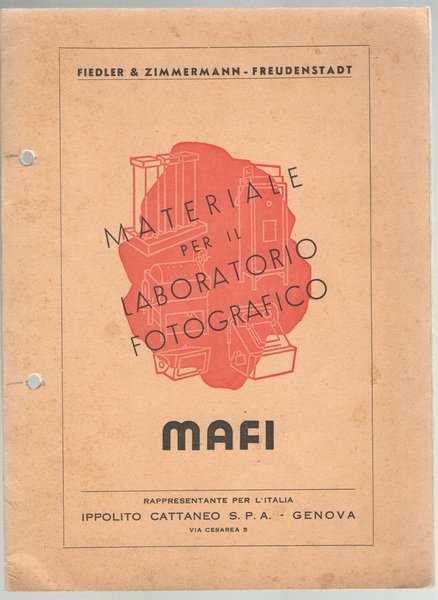 FIEDLER & ZIMMERMANN - FREUDENSTADT
MATERIALE
PER IL
LABORATORIO
FOTOGRAFICO
MAFI
RAPPRESENTANTE PER L'ITALIA
IPPOLITO CATTANEO S.P.A. - GENOVA
VIA CESAREA 5